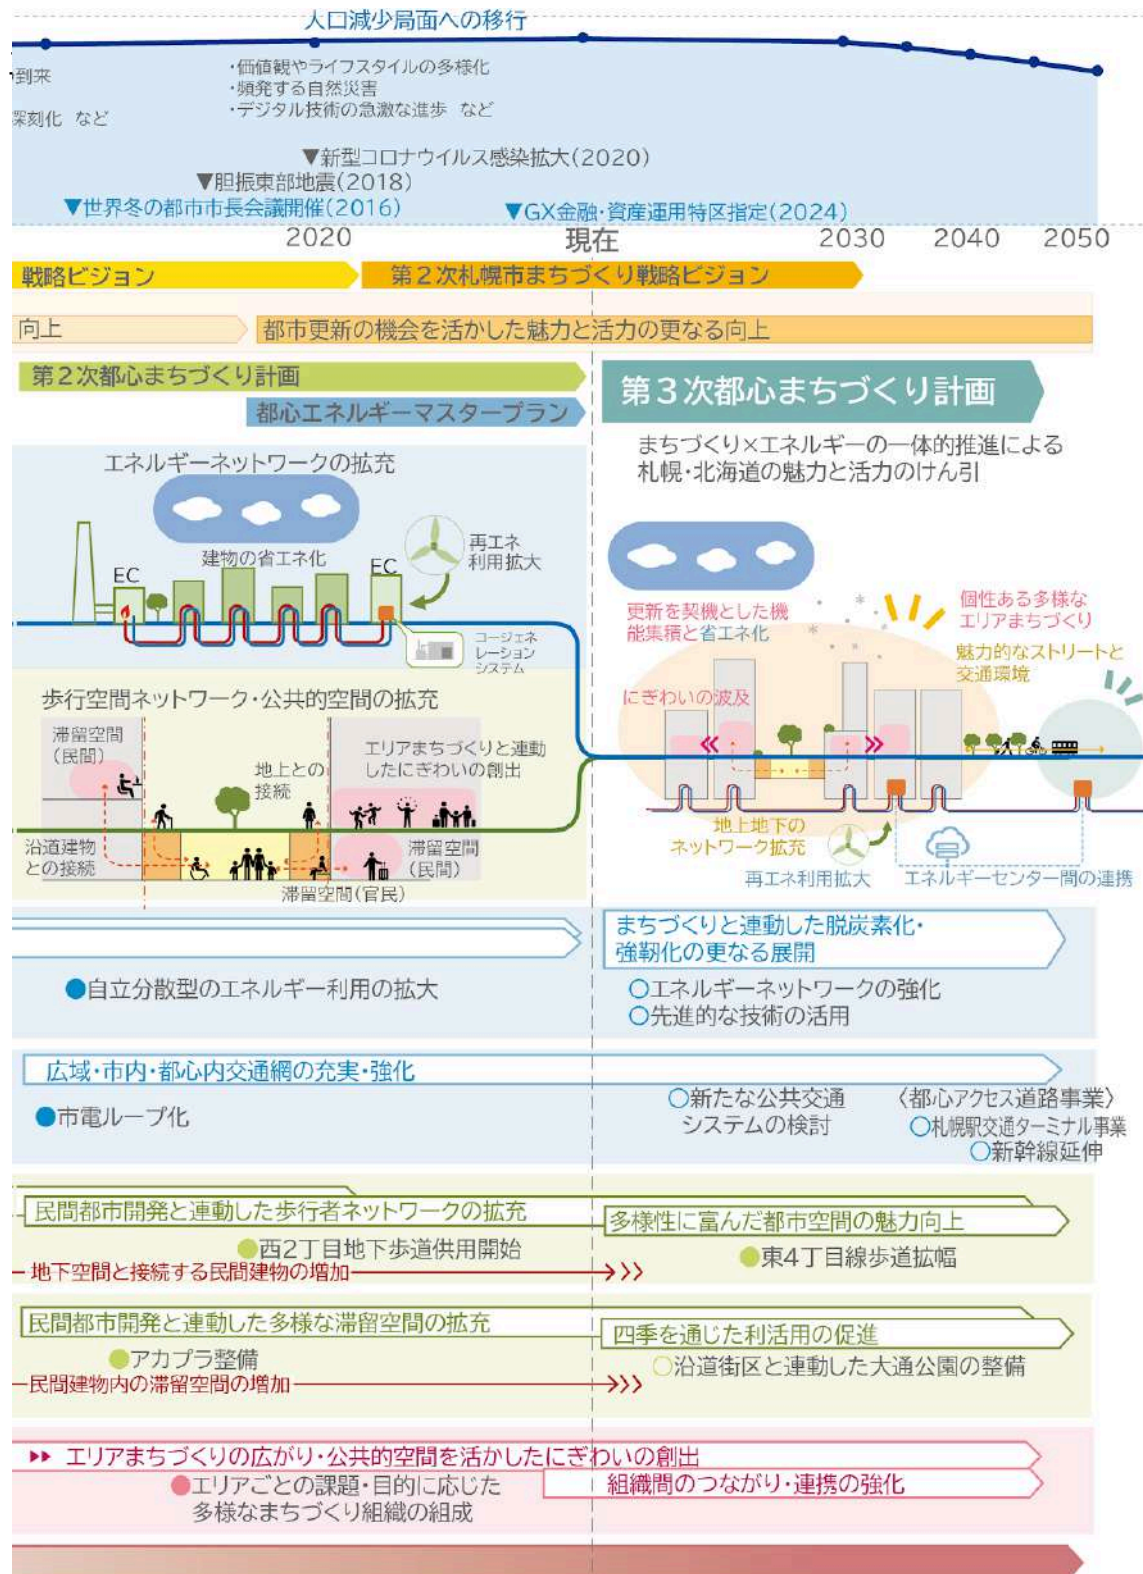 人口減少局面への移行
到来
・価値観やライフスタイルの多様化
・頻発する自然災害
深刻化 など
・デジタル技術の急激な進歩 など
▼新型コロナウイルス感染拡大(2020)
▼胆振東部地震(2018)
▼世界冬の都市市長会議開催(2016)
▼GX金融・資産運用特区指定(2024)
2020
現在
2030
2040
2050
戦略ビジョン
第2次札幌市まちづくり戦略ビジョン
向上
都市更新の機会を活かした魅力と活力の更なる向上
第2次都心まちづくり計画
都心エネルギーマスタープラン
第3次都心まちづくり計画
まちづくり×エネルギーの一体的推進による
札幌・北海道の魅力と活力のけん引
エネルギーネットワークの拡充
建物の省エネ化
再エネ
利用拡大
EC
EC
コージェネ
レーション
システム
歩行空間ネットワーク・公共的空間の拡充
滞留空間
(民間)
地上との
接続
エリアまちづくりと連動
したにぎわいの創出
沿道建物
との接続
滞留空間
(民間)
滞留空間(官民)
更新を契機とした機
能集積と省エネ化
個性ある多様な
エリアまちづくり
魅力的なストリートと
交通環境
にぎわいの波及
地上地下の
ネットワーク拡充
再エネ利用拡大
エネルギーセンター間の連携
まちづくりと連動した脱炭素化・
強靭化の更なる展開
●自立分散型のエネルギー利用の拡大
○エネルギーネットワークの強化
○先進的な技術の活用
広域・市内・都心内交通網の充実・強化
●市電ループ化
○新たな公共交通
システムの検討
〈都心アクセス道路事業〉
○札幌駅交通ターミナル事業
○新幹線延伸
民間都市開発と連動した歩行者ネットワークの拡充
多様性に富んだ都市空間の魅力向上
●西2丁目地下歩道供用開始
●東4丁目線歩道拡幅
地下空間と接続する民間建物の増加
民間都市開発と連動した多様な滞留空間の拡充
四季を通じた利活用の促進
●アカプラ整備
○沿道街区と連動した大通公園の整備
民間建物内の滞留空間の増加
エリアまちづくりの広がり・公共的空間を活かしたにぎわいの創出
●エリアごとの課題・目的に応じた
多様なまちづくり組織の組成
組織間のつながり・連携の強化